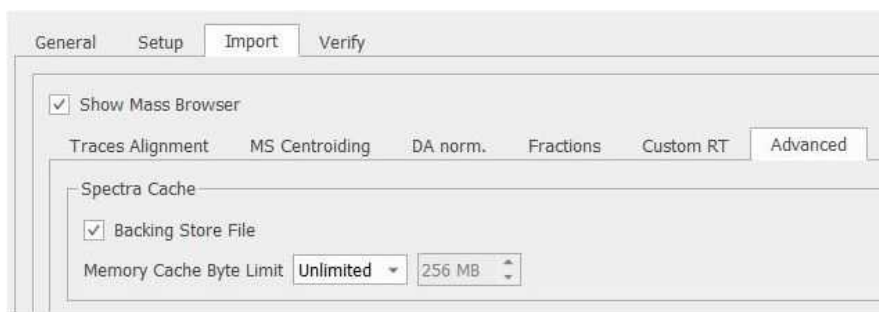 General Setup Import Verify
Show Mass Browser
Traces Alignment MS Centroiding DA norm. Fractions Custom RT Advanced
Spectra Cache
Backing Store File
Memory Cache Byte Limit Unlimited 256 MB